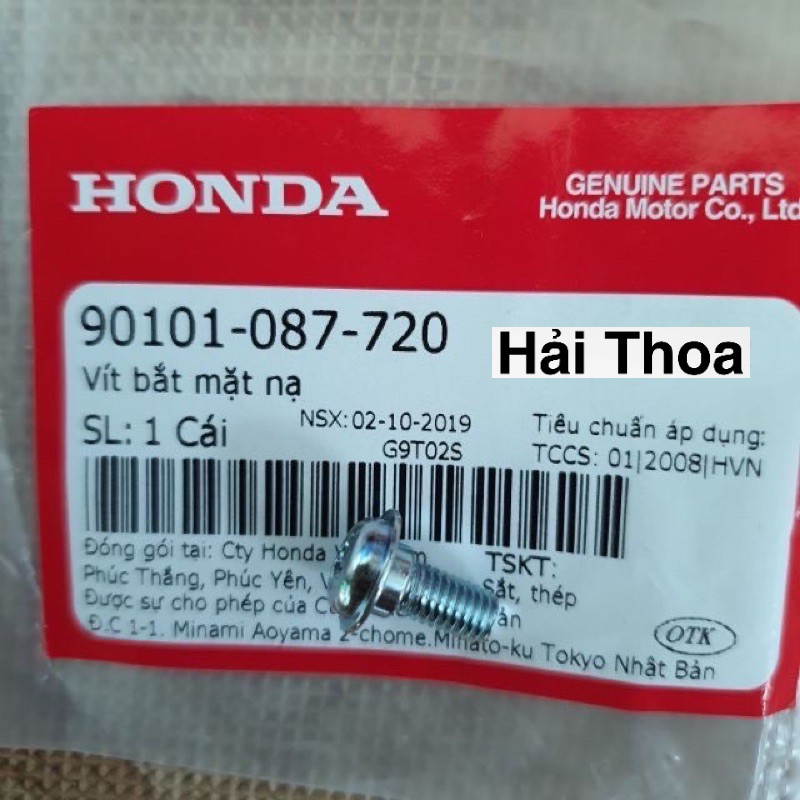 HONDA
GENUINE PARTS
Honda Motor Co., Ltd
90101-087-720
Hải Thoa
Vít bắt mặt nạ
SL: 1 Cái
NSX: 02-10-2019
G9T02S
Tiêu chuẩn áp dụng:
TCCS: 01|2008|HVN
Đóng gói tại: Cty Honda
TSKT:
Phúc Thắng, Phúc Yên,
Sắt, thép
Được sự cho phép của
Đ.C 1-1. Minami Aoyama 2-chome.Minato-ku Tokyo Nhật Bản
OTK